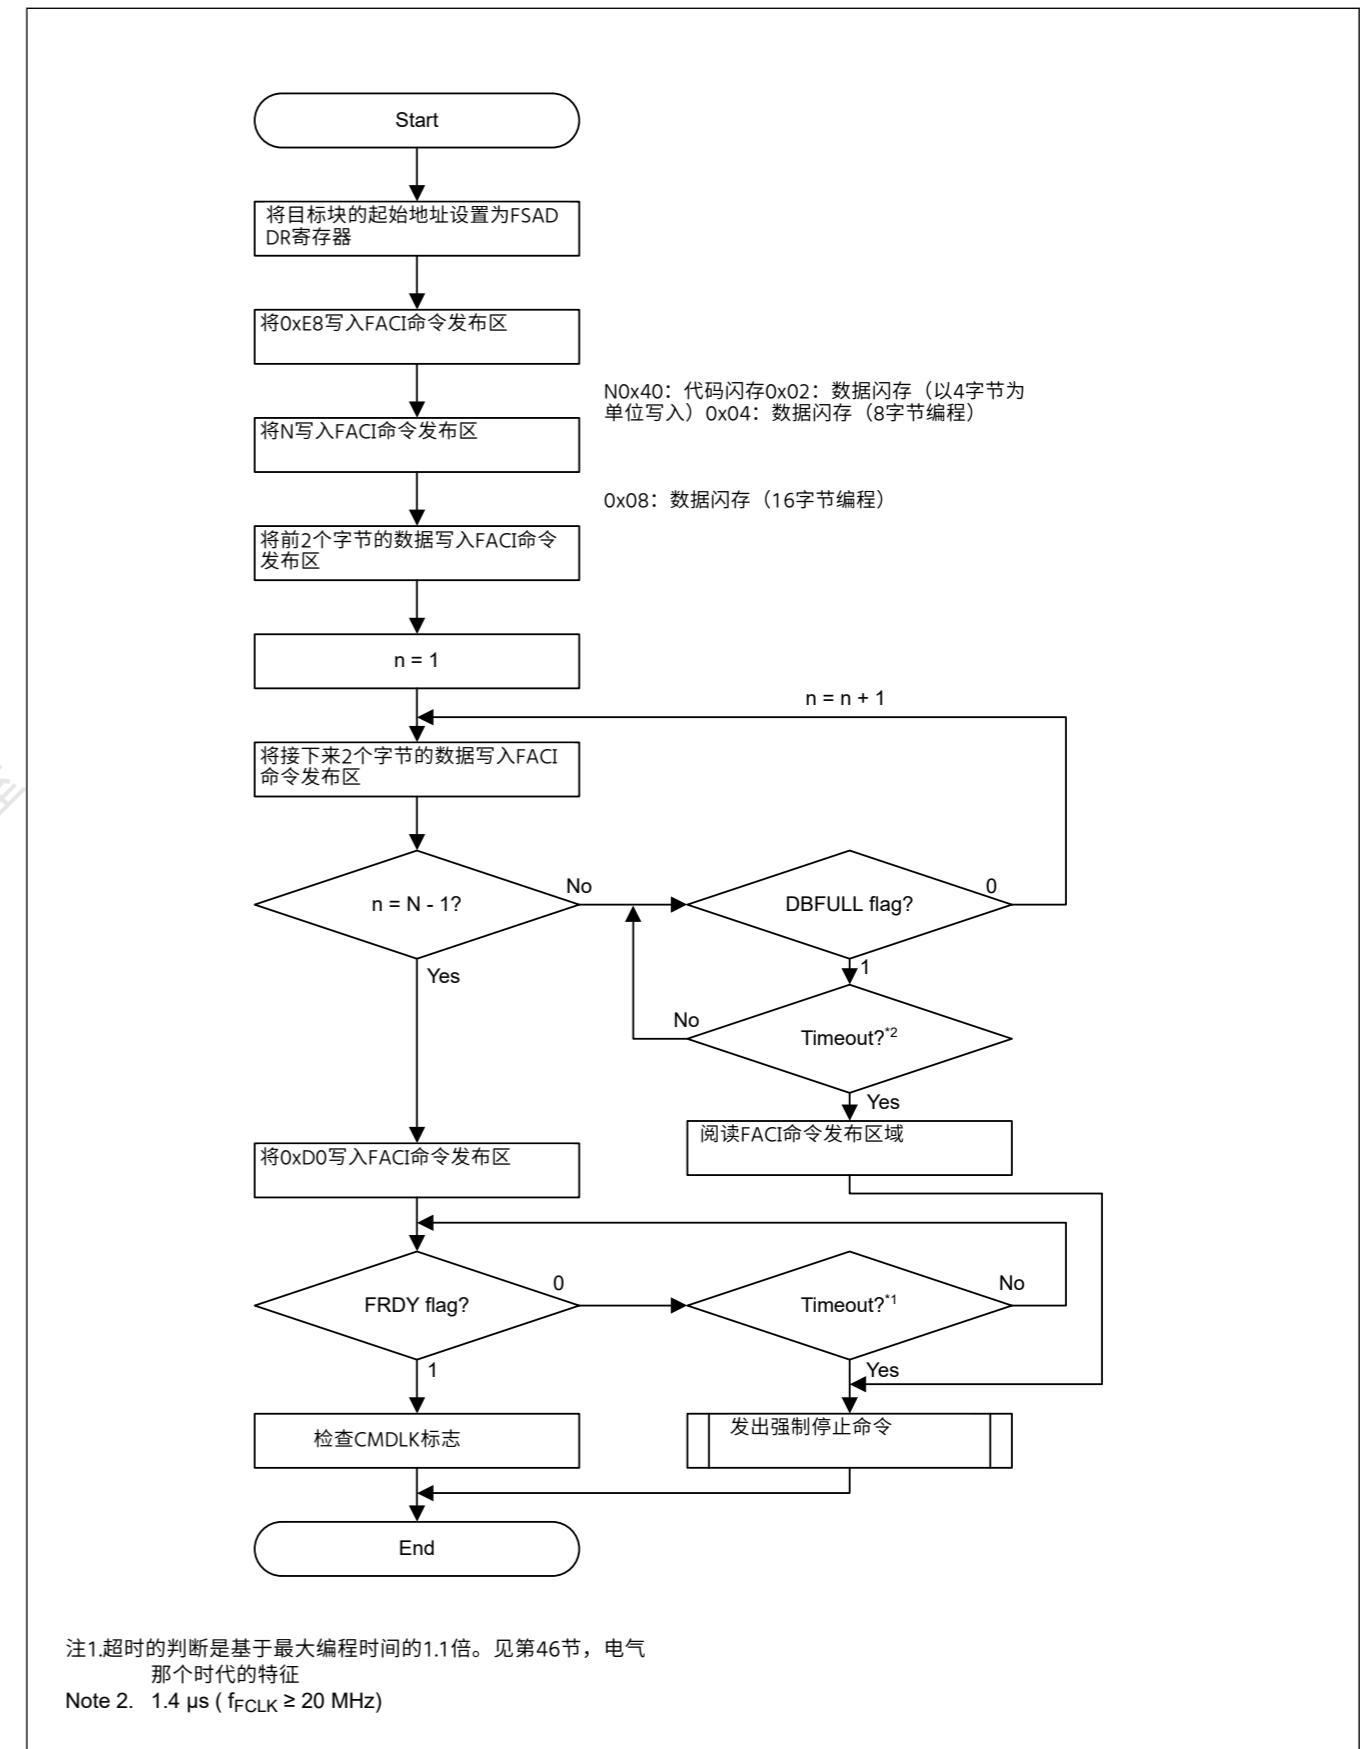 Start
将目标块的起始地址设置为FSAD
DR寄存器
将0xE8写入FACI命令发布区
N0x40：代码闪存0x02：数据闪存（以4字节为
单位写入）0x04：数据闪存（8字节编程）
将N写入FACI命令发布区
0x08：数据闪存（16字节编程）
将前2个字节的数据写入FACI命令
发布区
n = 1
n = n + 1
将接下来2个字节的数据写入FACI
命令发布区
n = N - 1?
No
DBFULL flag?
0
Yes
1
No
Timeout?*2
Yes
阅读FACI命令发布区域
将0xD0写入FACI命令发布区
FRDY flag?
0
Timeout?*1
No
1
Yes
检查CMDLK标志
发出强制停止命令
End
注1.超时的判断是基于最大编程时间的1.1倍。见第46节，电气
那个时代的特征
Note 2. 1.4 μs ( fFCLK ≥ 20 MHz)